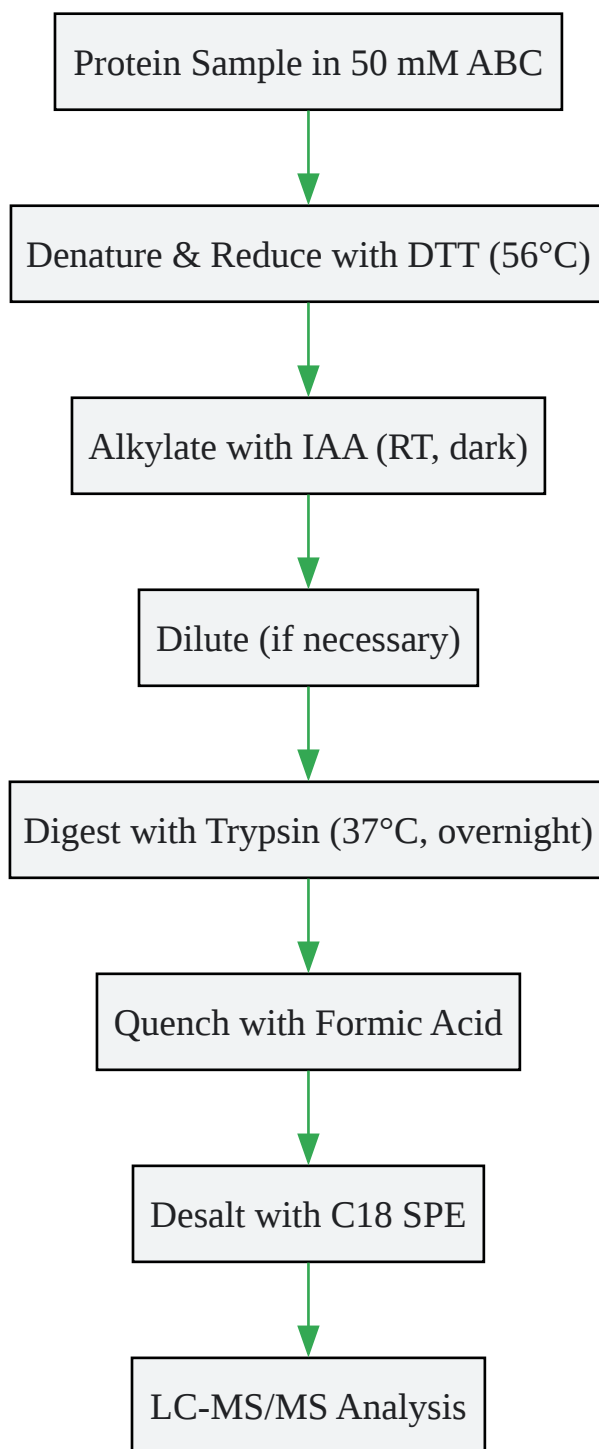 Protein Sample in 50 mM ABC
Denature & Reduce with DTT (56°C)
Alkylate with IAA (RT, dark)
Dilute (if necessary)
Digest with Trypsin (37°C, overnight)
Quench with Formic Acid
Desalt with C18 SPE
LC-MS/MS Analysis